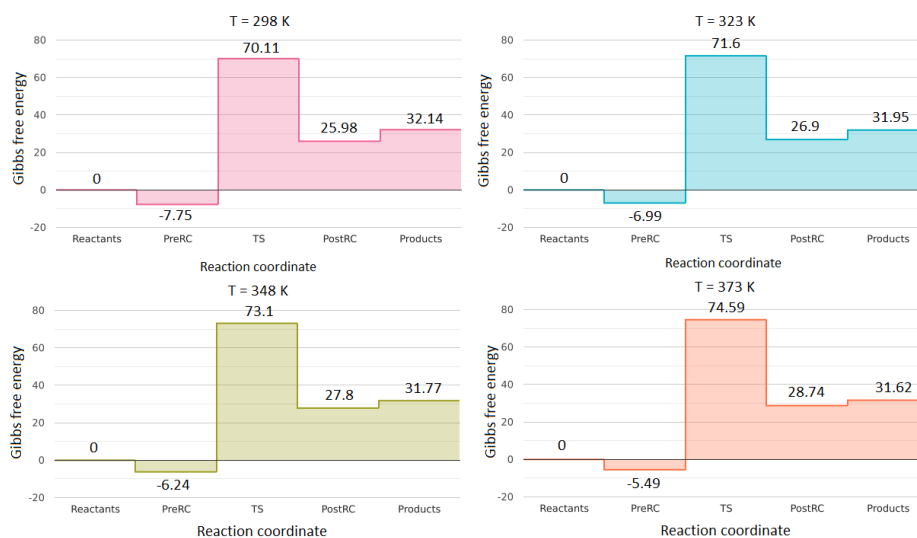 T = 298 K
80
60
40
20
0
-20
Gibbs free energy
0
-7.75
70.11
25.98
32.14
Reactants
PreRC
TS
PostRC
Products
Reaction coordinate
T = 323 K
80
60
40
20
0
-20
Gibbs free energy
0
-6.99
71.6
26.9
31.95
Reactants
PreRC
TS
PostRC
Products
Reaction coordinate
T = 348 K
80
60
40
20
0
-20
Gibbs free energy
0
-6.24
73.1
27.8
31.77
Reactants
PreRC
TS
PostRC
Products
Reaction coordinate
T = 373 K
80
60
40
20
0
-20
Gibbs free energy
0
-5.49
74.59
28.74
31.62
Reactants
PreRC
TS
PostRC
Products
Reaction coordinate